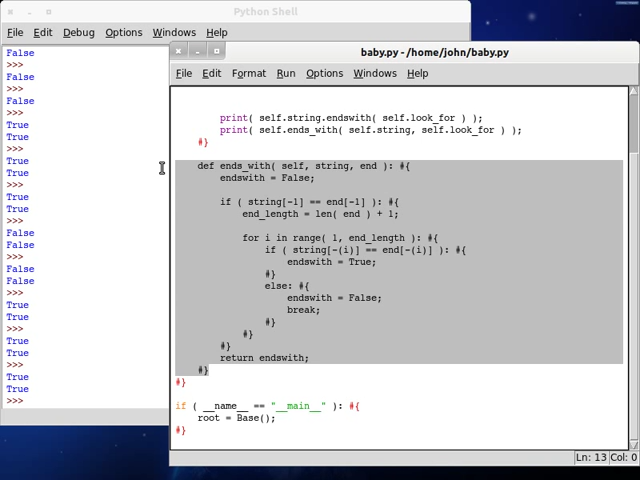 Python Shell
File Edit Debug Options Windows Help
False
>>>
False
>>>
False
>>>
True
True
>>>
True
True
>>>
True
True
>>>
False
False
>>>
False
False
>>>
True
True
>>>
True
True
>>>
True
True
>>>
baby.py - /home/john/baby.py
File Edit Format Run Options Windows Help
print( self.string.endswith( self.look_for ) );
print( self.ends_with( self.string, self.look_for ) );
#}
def ends_with( self, string, end ): #{
endswith = False;
if ( string[-1] == end[-1] ): #{
end_length = len( end ) + 1;
for i in range( 1, end_length ): #{
if ( string[-(i)] == end[-(i)] ): #{
endswith = True;
#}
else: #{
endswith = False;
break;
#}
#}
#}
return endswith;
#}
#}
if ( __name__ == "__main__" ): #{
root = Base();
#}
Ln: 13 Col: 0